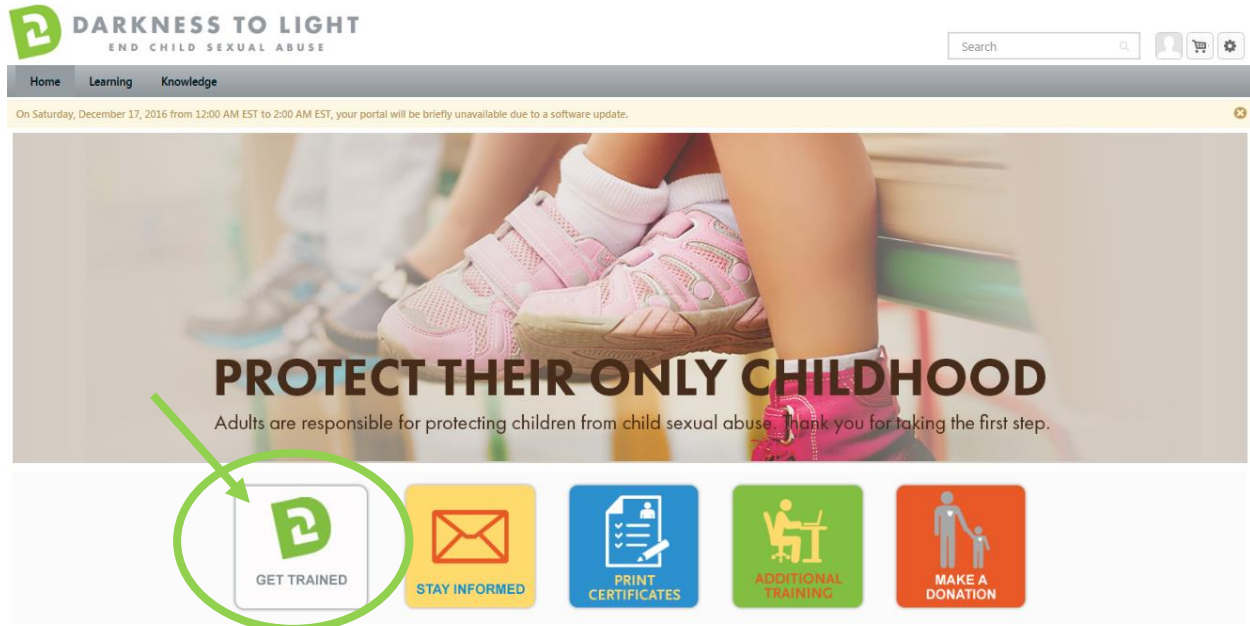 DARKNESS TO LIGHT
END CHILD SEXUAL ABUSE
Search
Home Learning Knowledge
On Saturday, December 17, 2016 from 12:00 AM EST to 2:00 AM EST, your portal will be briefly unavailable due to a software update.
PROTECT THEIR ONLY CHILDHOOD
Adults are responsible for protecting children from child sexual abuse. Thank you for taking the first step.
GET TRAINED
STAY INFORMED
PRINT
CERTIFICATES
ADDITIONAL
TRAINING
MAKE A
DONATION